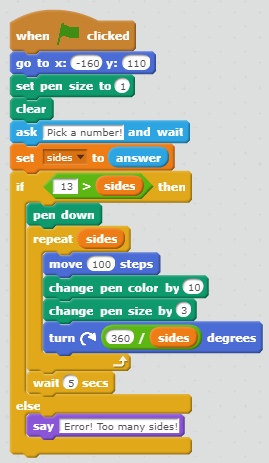 when clicked
go to x: -160 y: 110
set pen size to 1
clear
ask Pick a number! and wait
set sides to answer
if 13 > sides then
pen down
repeat sides
move 100 steps
change pen color by 10
change pen size by 3
turn 360 / sides degrees
wait 5 secs
else
say Error! Too many sides!